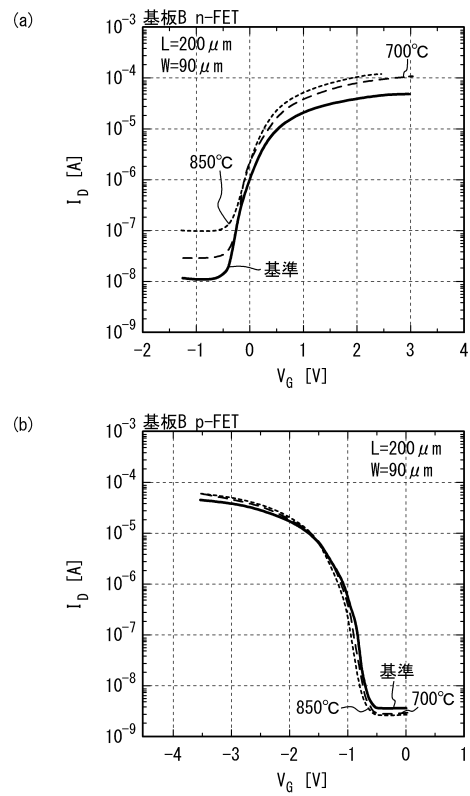 (a)
基板B n-FET
L=200μm
W=90μm
700℃
850℃
基準
10⁻³
10⁻⁴
10⁻⁵
10⁻⁶
10⁻⁷
10⁻⁸
10⁻⁹
I_D [A]
−2 −1 0 1 2 3 4
V_G [V]
(b)
基板B p-FET
L=200μm
W=90μm
基準
850℃
700℃
10⁻³
10⁻⁴
10⁻⁵
10⁻⁶
10⁻⁷
10⁻⁸
10⁻⁹
I_D [A]
−4 −3 −2 −1 0
V_G [V]